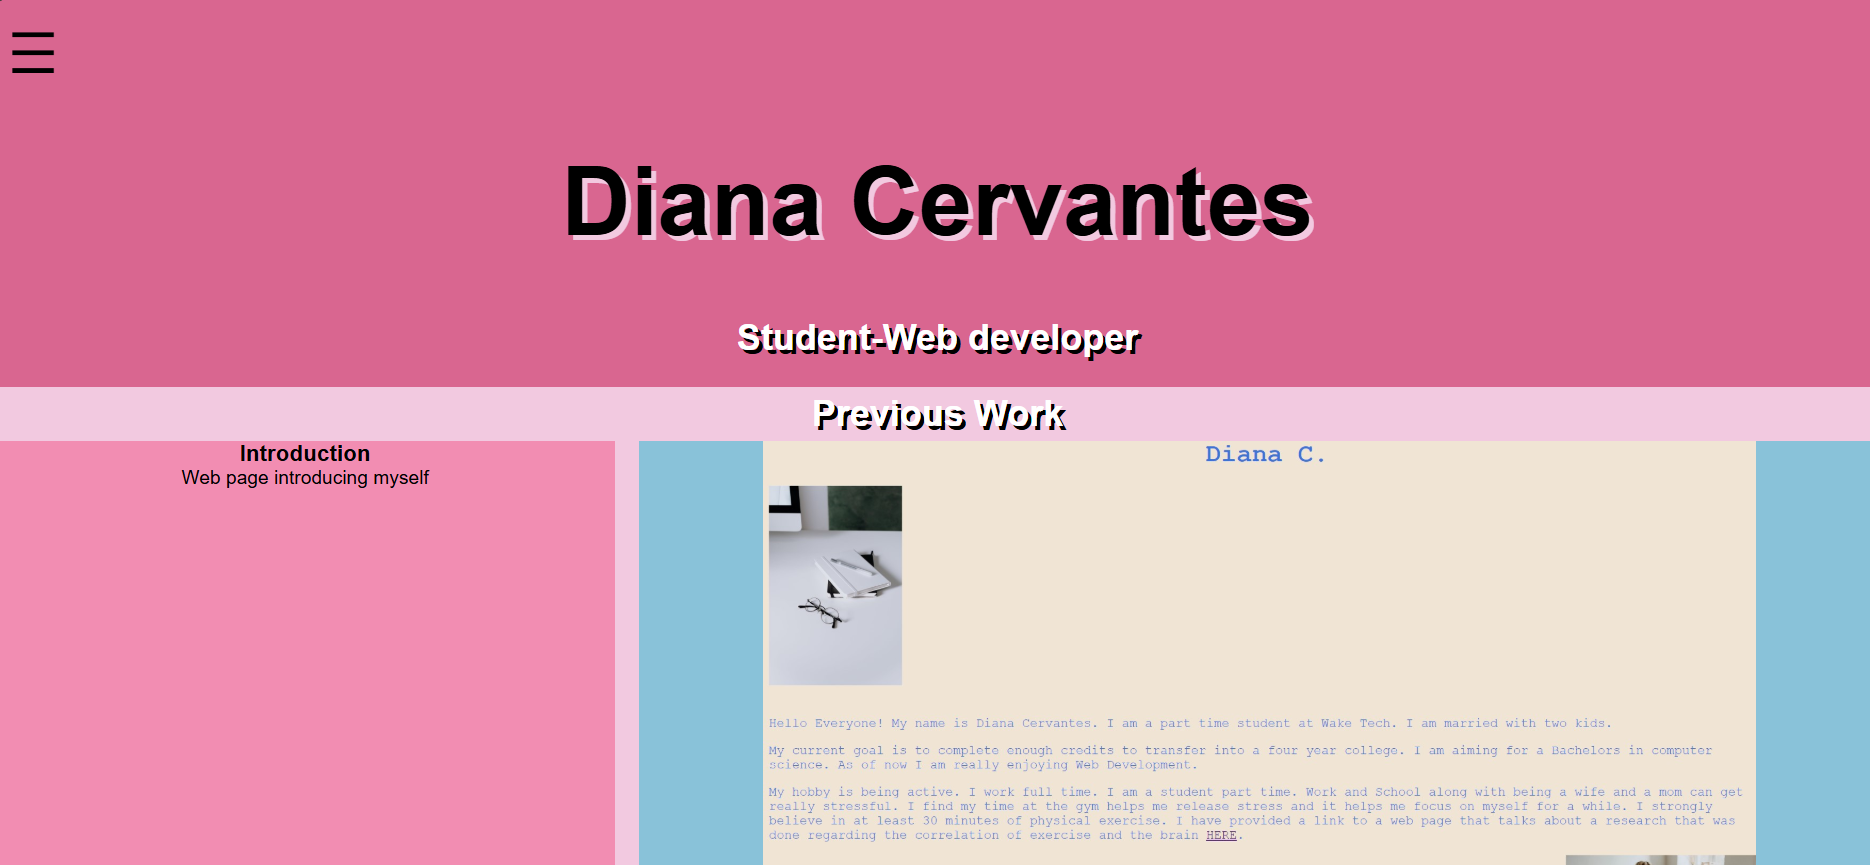 Diana Cervantes
Student-Web developer
Previous Work
Introduction
Web page introducing myself
Diana C.
Hello Everyone! My name is Diana Cervantes. I am a part time student at Wake Tech. I am married with two kids.
My current goal is to complete enough credits to transfer into a four year college. I am aiming for a Bachelors in computer
science. As of now I am really enjoying Web Development.
My hobby is being active. I work full time. I am a student part time. Work and School along with being a wife and a mom can get
really stressful. I find my time at the gym helps me release stress and it helps me focus on myself for a while. I strongly
believe in at least 30 minutes of physical exercise. I have provided a link to a web page that talks about a research that was
done regarding the correlation of exercise and the brain HERE.